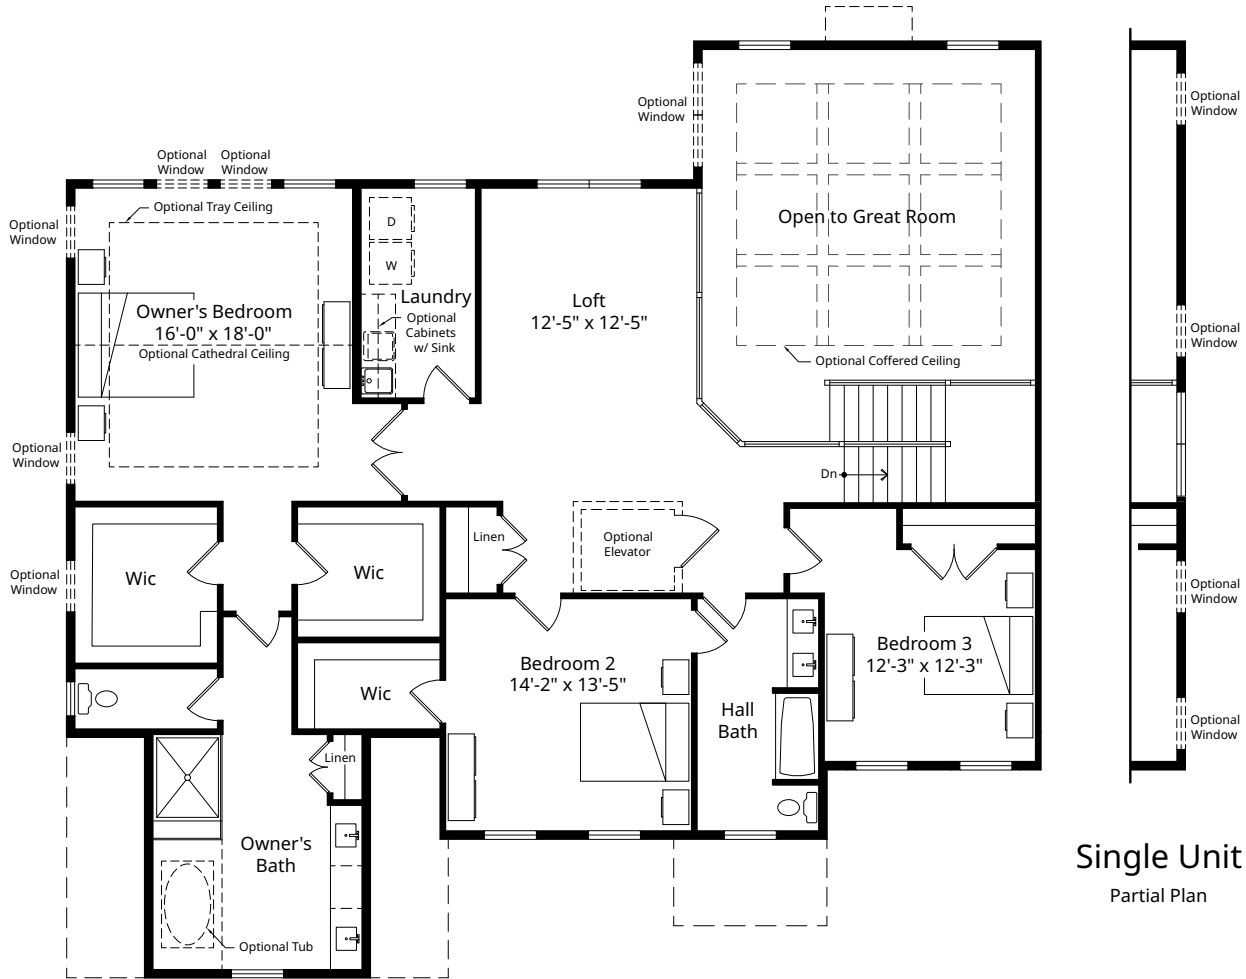 Optional
Window
Optional
Window
Optional
Window
Optional
Window
Optional Tray Ceiling
Optional
Window
D
W
Open to Great Room
Owner's Bedroom
16'-0" x 18'-0"
Optional Cathedral Ceiling
Laundry
Optional
Cabinets
w/ Sink
Loft
12'-5" x 12'-5"
Optional
Window
Optional Coffered Ceiling
Optional
Window
Dn
Linen
Optional
Elevator
Optional
Window
Wic
Wic
Optional
Window
Bedroom 2
14'-2" x 13'-5"
Bedroom 3
12'-3" x 12'-3"
Wic
Hall
Bath
Optional
Window
Linen
Owner's
Bath
Optional Tub
Single Unit
Partial Plan